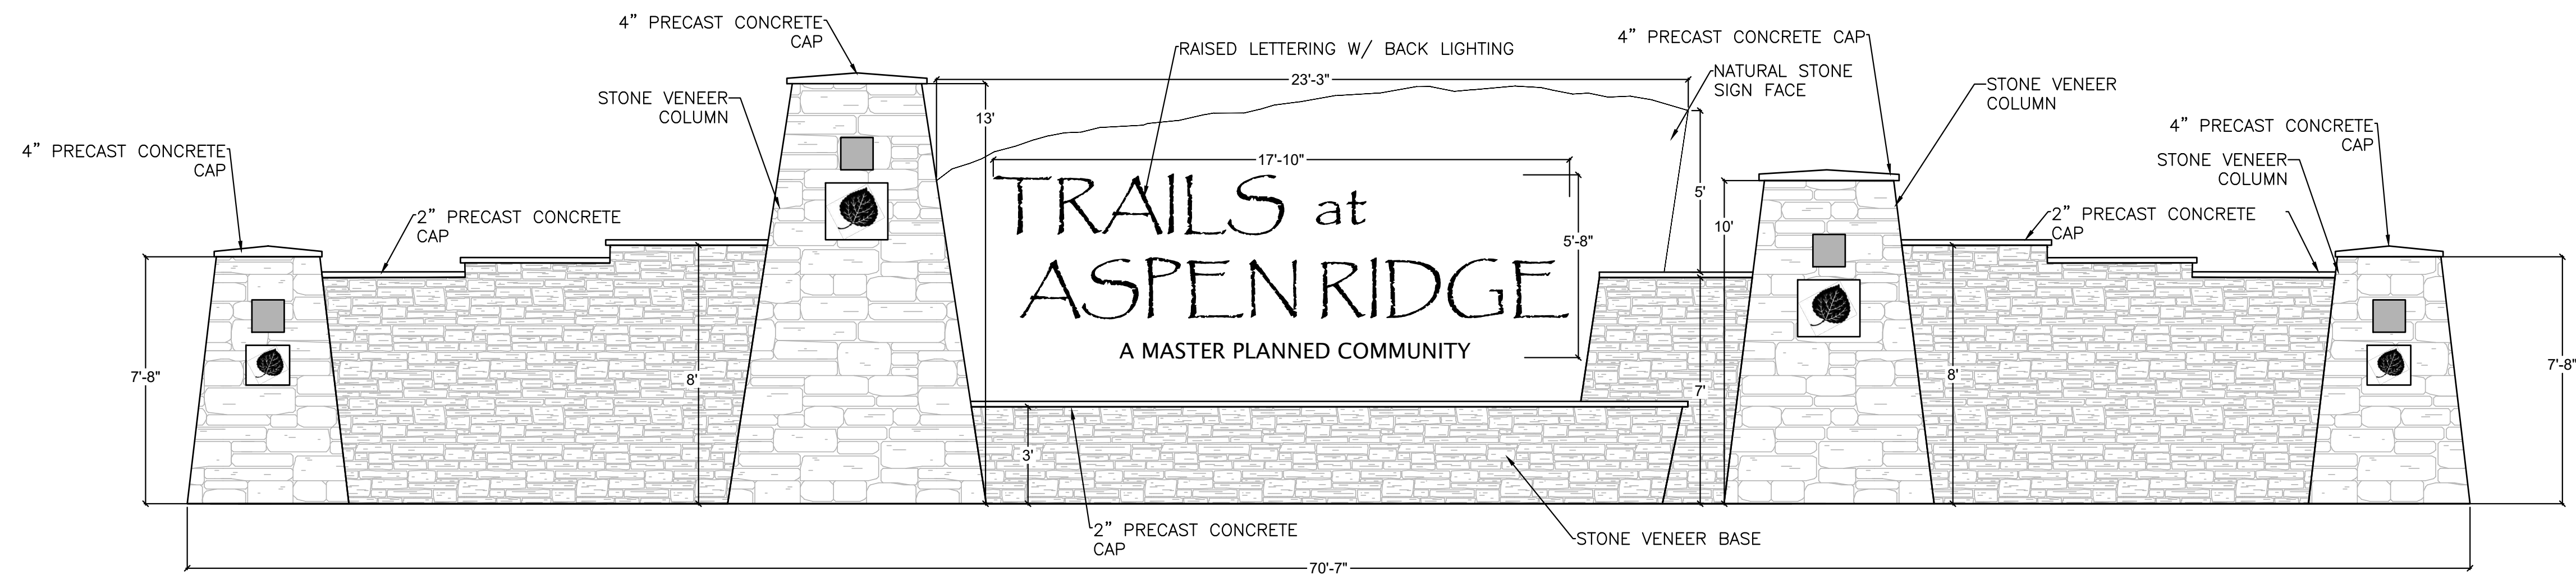 4” PRECAST CONCRETE
CAP
RAISED LETTERING W/ BACK LIGHTING
4” PRECAST CONCRETE CAP
23'-3"
NATURAL STONE
SIGN FACE
STONE VENEER
COLUMN
STONE VENEER
COLUMN
13'
4” PRECAST CONCRETE
CAP
4” PRECAST CONCRETE
CAP
17'-10"
STONE VENEER
COLUMN
5'
TRAILS at
2” PRECAST CONCRETE
CAP
2” PRECAST CONCRETE
CAP
10'
5'-8"
ASPEN RIDGE
A MASTER PLANNED COMMUNITY
7'-8"
8'
7'
8'
7'-8"
3'
2” PRECAST CONCRETE
CAP
STONE VENEER BASE
70'-7"